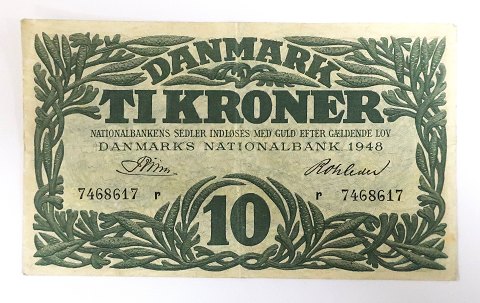 DANMARK
TI KRONER
NATIONALBANKENS SEDLER INDLØSES MED GULD EFTER GÆLDENDE LOV
DANMARKS NATIONALBANK 1948
7468617 r r 7468617
10